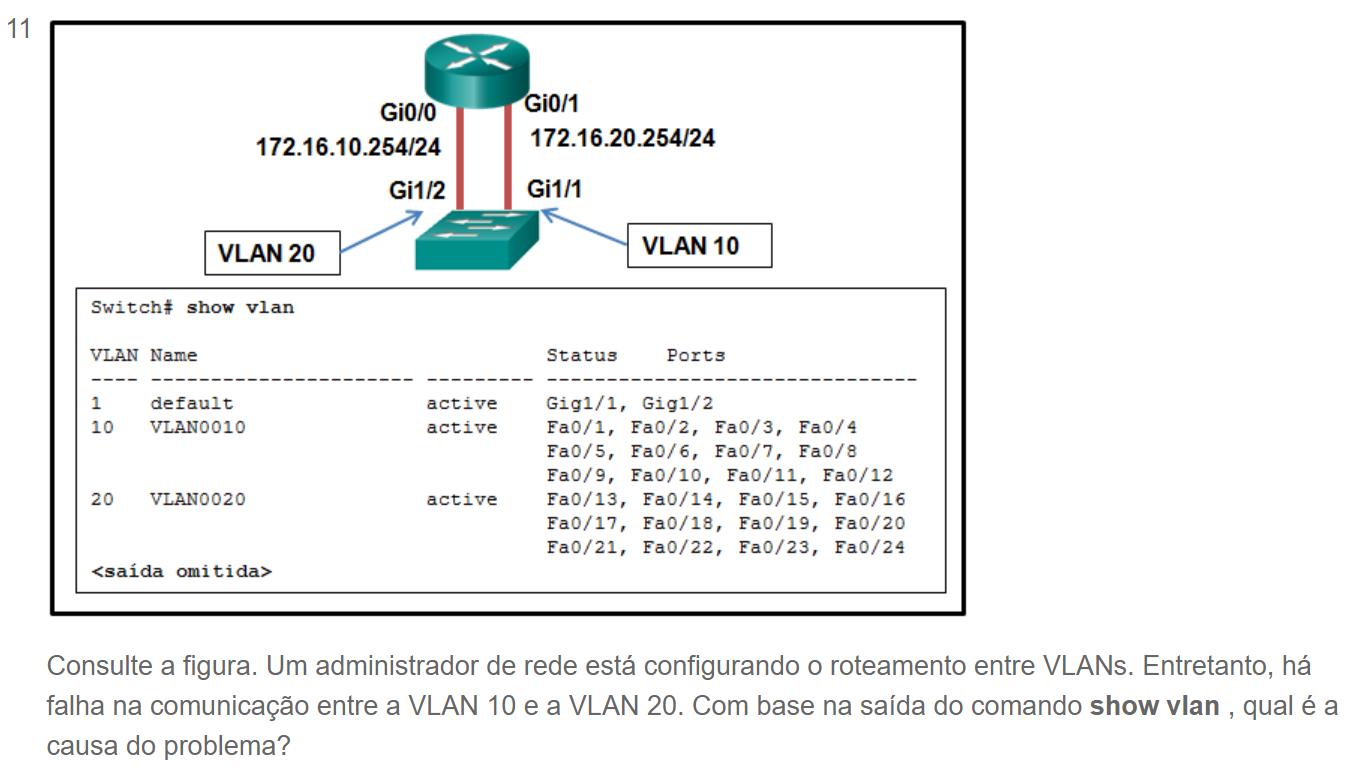 11
Gi0/0
Gi0/1
172.16.10.254/24
172.16.20.254/24
Gi1/2
Gi1/1
VLAN 20
VLAN 10
Switch# show vlan
VLAN Name Status Ports
---- ---------------------- --------- -------------------------------
1 default active Gig1/1, Gig1/2
10 VLAN0010 active Fa0/1, Fa0/2, Fa0/3, Fa0/4
Fa0/5, Fa0/6, Fa0/7, Fa0/8
Fa0/9, Fa0/10, Fa0/11, Fa0/12
20 VLAN0020 active Fa0/13, Fa0/14, Fa0/15, Fa0/16
Fa0/17, Fa0/18, Fa0/19, Fa0/20
Fa0/21, Fa0/22, Fa0/23, Fa0/24
<saída omitida>
Consulte a figura. Um administrador de rede está configurando o roteamento entre VLANs. Entretanto, há
falha na comunicação entre a VLAN 10 e a VLAN 20. Com base na saída do comando show vlan , qual é a
causa do problema?